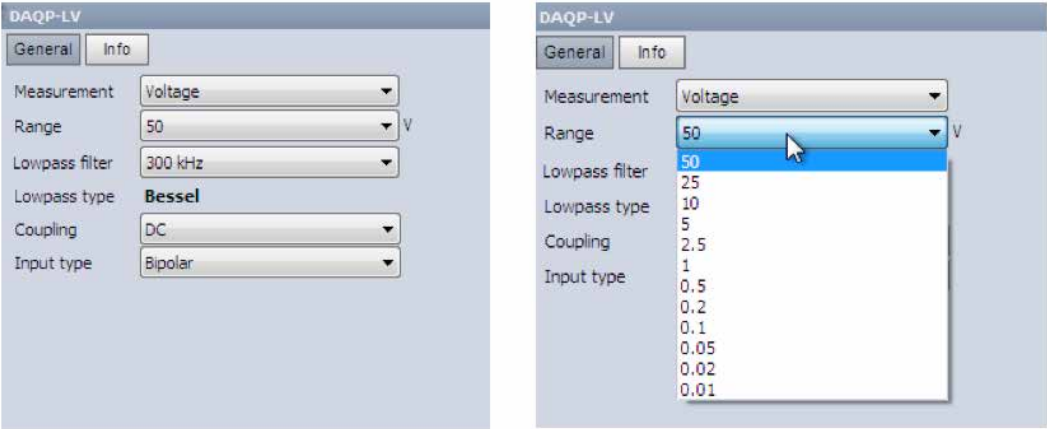 DAQP-LV
General Info
Measurement Voltage
Range 50 V
Lowpass filter 300 kHz
Lowpass type Bessel
Coupling DC
Input type Bipolar
DAQP-LV
General Info
Measurement Voltage
Range 50 V
Lowpass filter
Lowpass type
Coupling
Input type
50
25
10
5
2.5
1
0.5
0.2
0.1
0.05
0.02
0.01